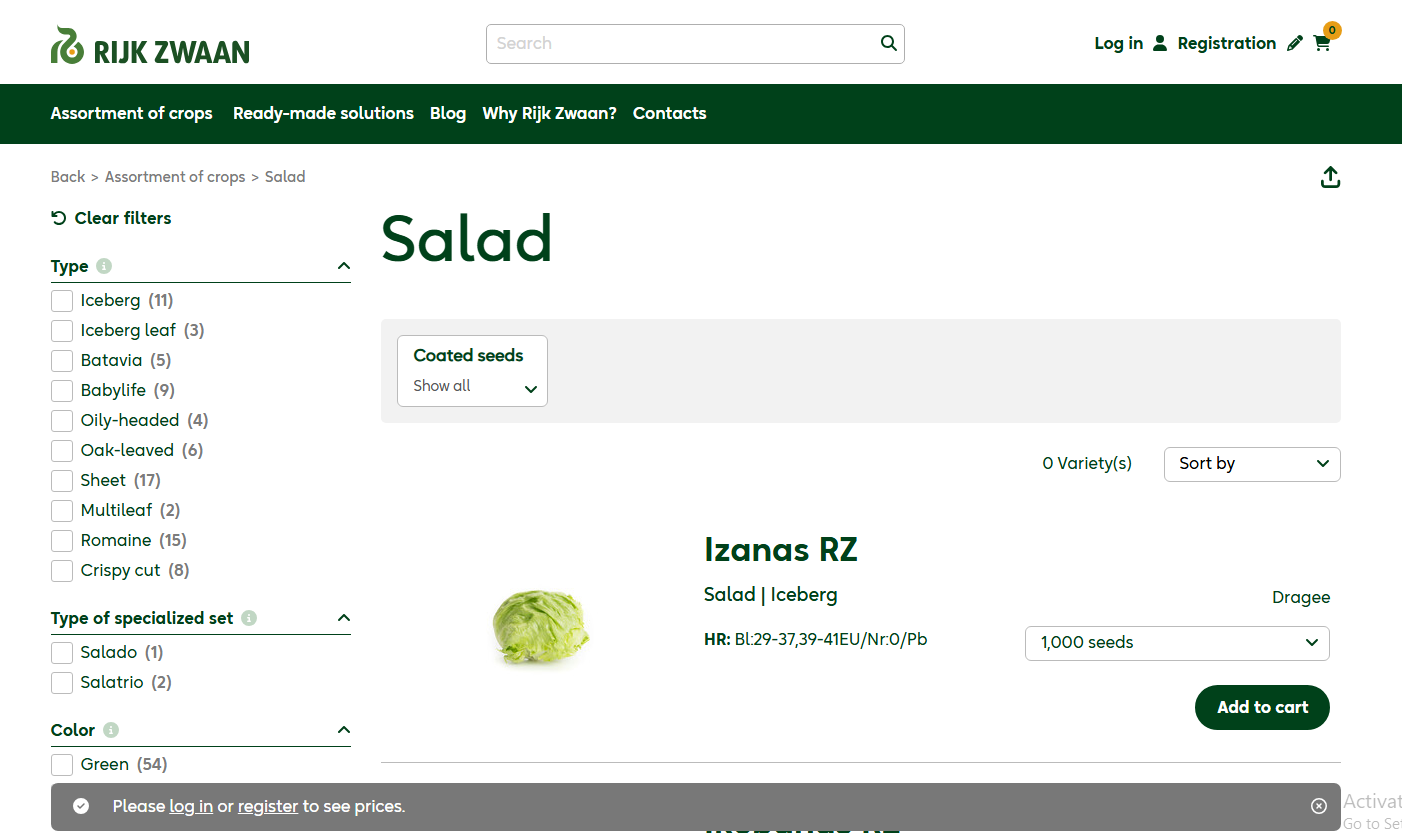 RIJK ZWAAN
Search
Log in
Registration
0
Assortment of crops Ready-made solutions Blog Why Rijk Zwaan? Contacts
Back > Assortment of crops > Salad
Clear filters
Salad
Type
Iceberg (11)
Iceberg leaf (3)
Batavia (5)
Babylife (9)
Oily-headed (4)
Oak-leaved (6)
Sheet (17)
Multileaf (2)
Romaine (15)
Crispy cut (8)
Type of specialized set
Salado (1)
Salatrio (2)
Color
Green (54)
Coated seeds
Show all
0 Variety(s)
Sort by
Izanas RZ
Salad | Iceberg
Dragee
HR: Bl:29-37,39-41EU/Nr:0/Pb
1,000 seeds
Add to cart
Please log in or register to see prices.
Go to